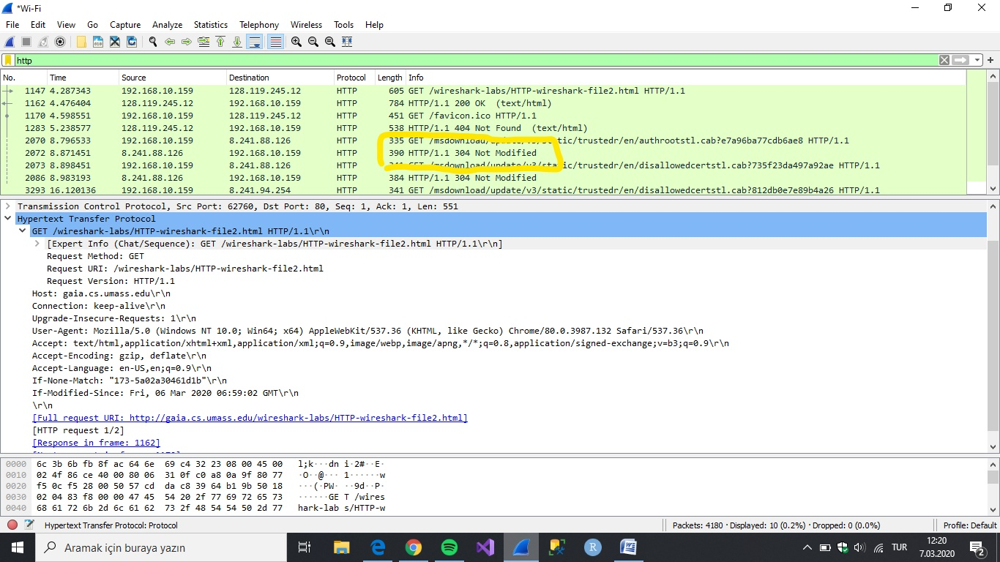 *Wi-Fi
File Edit View Go Capture Analyze Statistics Telephony Wireless Tools Help
http
No. Time Source Destination Protocol Length Info
1147 4.287343 192.168.10.159 128.119.245.12 HTTP 605 GET /wireshark-labs/HTTP-wireshark-file2.html HTTP/1.1
1162 4.476404 128.119.245.12 192.168.10.159 HTTP 784 HTTP/1.1 200 OK (text/html)
1170 4.598551 192.168.10.159 128.119.245.12 HTTP 451 GET /favicon.ico HTTP/1.1
1283 5.238577 128.119.245.12 192.168.10.159 HTTP 538 HTTP/1.1 404 Not Found (text/html)
2070 8.796533 192.168.10.159 8.241.88.126 HTTP 335 GET /msdownload/update/v3/static/trustedr/en/authrootstl.cab?e7a96ba77cdb6ae8 HTTP/1.1
2072 8.871451 8.241.88.126 192.168.10.159 HTTP 390 HTTP/1.1 304 Not Modified
2073 8.898451 192.168.10.159 8.241.88.126 HTTP 341 GET /msdownload/update/v3/static/trustedr/en/disallowedcertstl.cab?735f23da497a92ae HTTP/1.1
2086 8.983193 8.241.88.126 192.168.10.159 HTTP 384 HTTP/1.1 304 Not Modified
3293 16.120136 192.168.10.159 8.241.94.254 HTTP 341 GET /msdownload/update/v3/static/trustedr/en/disallowedcertstl.cab?812db0e7e89b4a26 HTTP/1.1
Transmission Control Protocol, Src Port: 62760, Dst Port: 80, Seq: 1, Ack: 1, Len: 551
Hypertext Transfer Protocol
GET /wireshark-labs/HTTP-wireshark-file2.html HTTP/1.1\r\n
[Expert Info (Chat/Sequence): GET /wireshark-labs/HTTP-wireshark-file2.html HTTP/1.1\r\n]
Request Method: GET
Request URI: /wireshark-labs/HTTP-wireshark-file2.html
Request Version: HTTP/1.1
Host: gaia.cs.umass.edu\r\n
Connection: keep-alive\r\n
Upgrade-Insecure-Requests: 1\r\n
User-Agent: Mozilla/5.0 (Windows NT 10.0; Win64; x64) AppleWebKit/537.36 (KHTML, like Gecko) Chrome/80.0.3987.132 Safari/537.36\r\n
Accept: text/html,application/xhtml+xml,application/xml;q=0.9,image/webp,image/apng,*/*;q=0.8,application/signed-exchange;v=b3;q=0.9\r\n
Accept-Encoding: gzip, deflate\r\n
Accept-Language: en-US,en;q=0.9\r\n
If-None-Match: "173-5a02a30461d1b"\r\n
If-Modified-Since: Fri, 06 Mar 2020 06:59:02 GMT\r\n
\r\n
[Full request URI: http://gaia.cs.umass.edu/wireshark-labs/HTTP-wireshark-file2.html]
[HTTP request 1/2]
[Response in frame: 1162]
0000 6c 3b 6b fb 8f ac 64 6e 69 c4 32 23 08 00 45 00 l;k···dn i·2#··E·
0010 02 4f 86 ce 40 00 80 06 31 0f c0 a8 0a 9f 80 77 ·O··@··· 1······w
0020 f5 0c f5 28 00 50 57 cd da c8 39 64 b1 9b 50 18 ···(·PW· ··9d··P·
0030 02 04 83 f8 00 00 47 45 54 20 2f 77 69 72 65 73 ······GE T /wires
0040 68 61 72 6b 2d 6c 61 62 73 2f 48 54 54 50 2d 77 hark-lab s/HTTP-w
Hypertext Transfer Protocol: Protocol Packets: 4180 · Displayed: 10 (0.2%) · Dropped: 0 (0.0%) Profile: Default
Aramak için buraya yazın TUR 12:20
7.03.2020 2